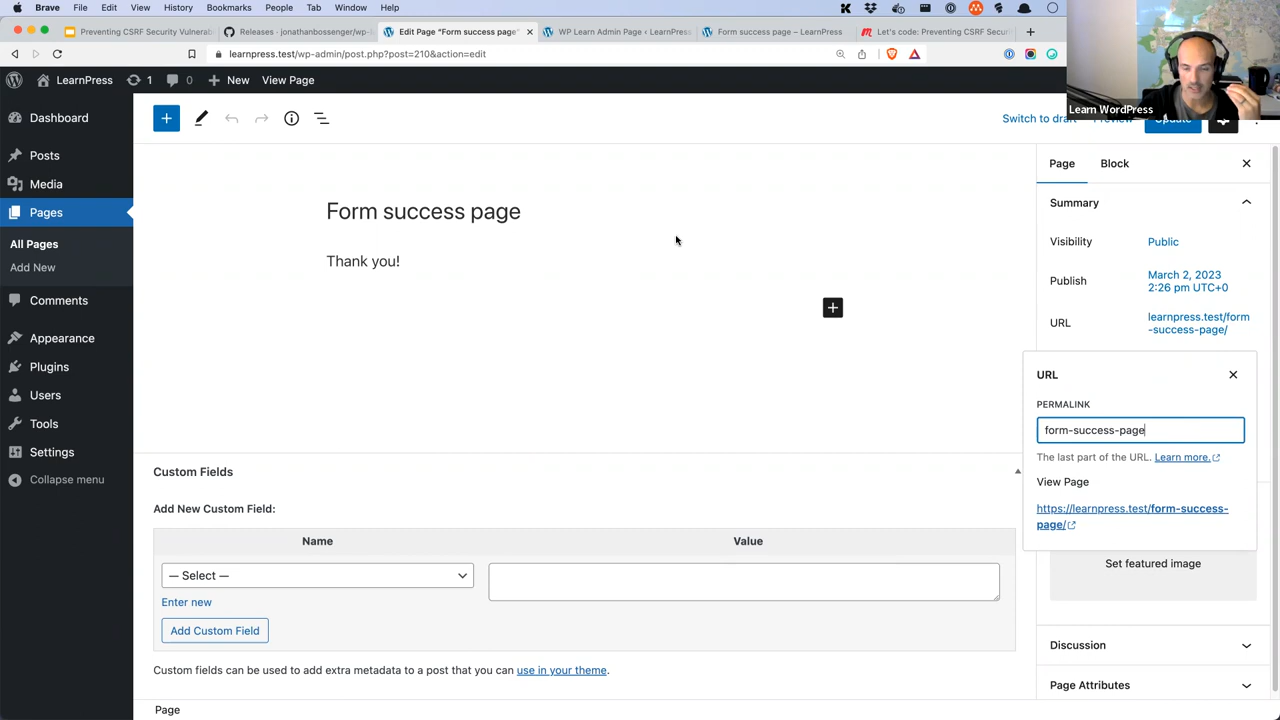 Brave File Edit View History Bookmarks People Tab Window Help
Preventing CSRF Security Vulnerab
Releases · jonathanbossenger/wp-l
Edit Page "Form success page"
WP Learn Admin Page ‹ LearnPress
Form success page – LearnPress
Let's code: Preventing CSRF Secur
learnpress.test/wp-admin/post.php?post=210&action=edit
LearnPress 1 0 New View Page
Learn WordPress
Dashboard
Posts
Media
Pages
All Pages
Add New
Comments
Appearance
Plugins
Users
Tools
Settings
Collapse menu
Switch to draft Preview Update
Form success page
Thank you!
Page Block
Summary
Visibility Public
Publish March 2, 2023
2:26 pm UTC+0
URL learnpress.test/form
-success-page/
URL
PERMALINK
form-success-page
The last part of the URL. Learn more.
View Page
https://learnpress.test/form-success-
page/
Set featured image
Discussion
Page Attributes
Custom Fields
Add New Custom Field:
Name Value
— Select —
Enter new
Add Custom Field
Custom fields can be used to add extra metadata to a post that you can use in your theme.
Page